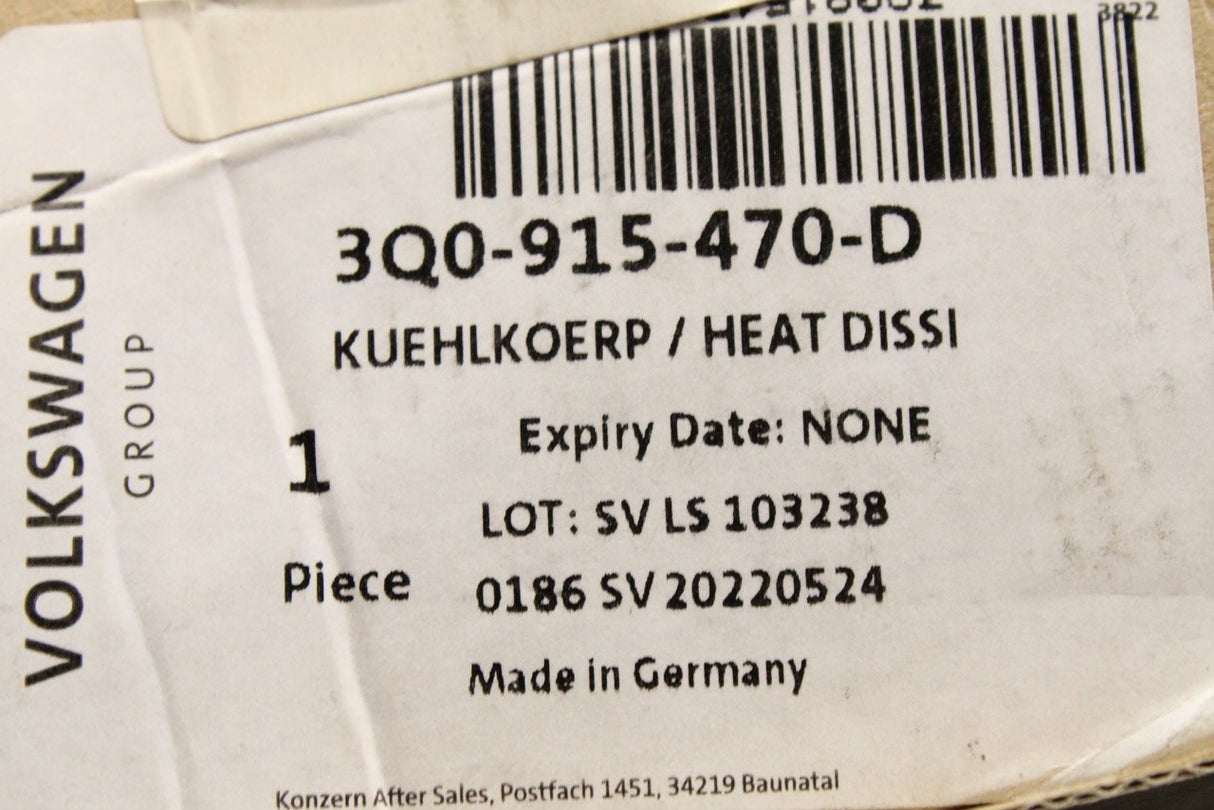 3822
3Q0-915-470-D
KUEHLKOERP / HEAT DISSI
Expiry Date: NONE
1
LOT: SV LS 103238
Piece
0186 SV 20220524
Made in Germany
Konzern After Sales, Postfach 1451, 34219 Baunatal
VOLKSWAGEN
GROUP